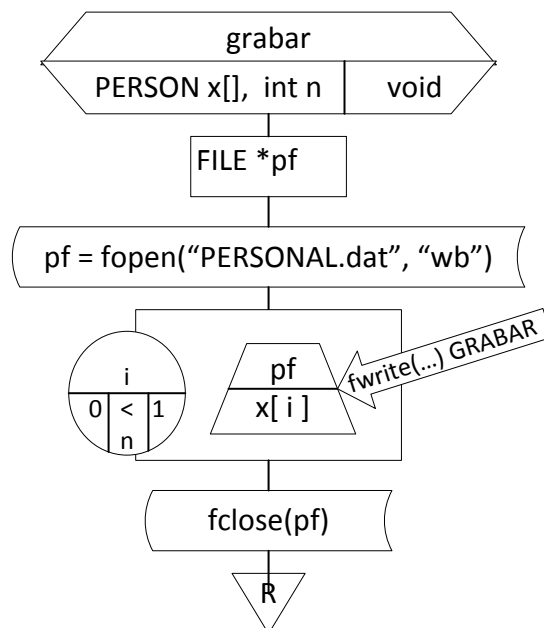 grabar
PERSON x[], int n void
FILE *pf
pf = fopen(“PERSONAL.dat”, “wb”)
i
0 < 1
n
pf
x[ i ]
fwrite(...) GRABAR
fclose(pf)
R